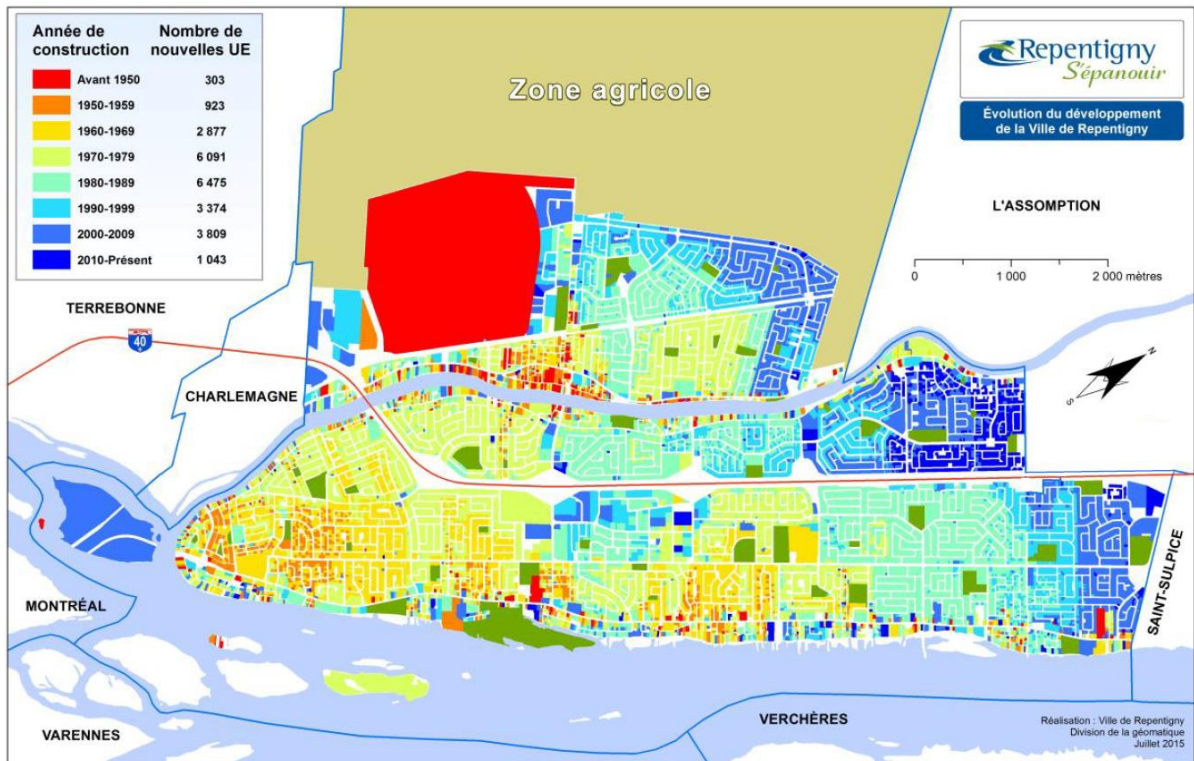 Année de construction Nombre de nouvelles UE
Avant 1950 303
1950-1959 923
1960-1969 2 877
1970-1979 6 091
1980-1989 6 475
1990-1999 3 374
2000-2009 3 809
2010-Présent 1 043
Zone agricole
Repentigny
S'épanouir
Évolution du développement
de la Ville de Repentigny
L'ASSOMPTION
0 1 000 2 000 mètres
TERREBONNE
40
CHARLEMAGNE
N
S
SAINT-SULPICE
MONTRÉAL
VARENNES
VERCHÈRES
Réalisation : Ville de Repentigny
Division de la géomatique
Juillet 2015